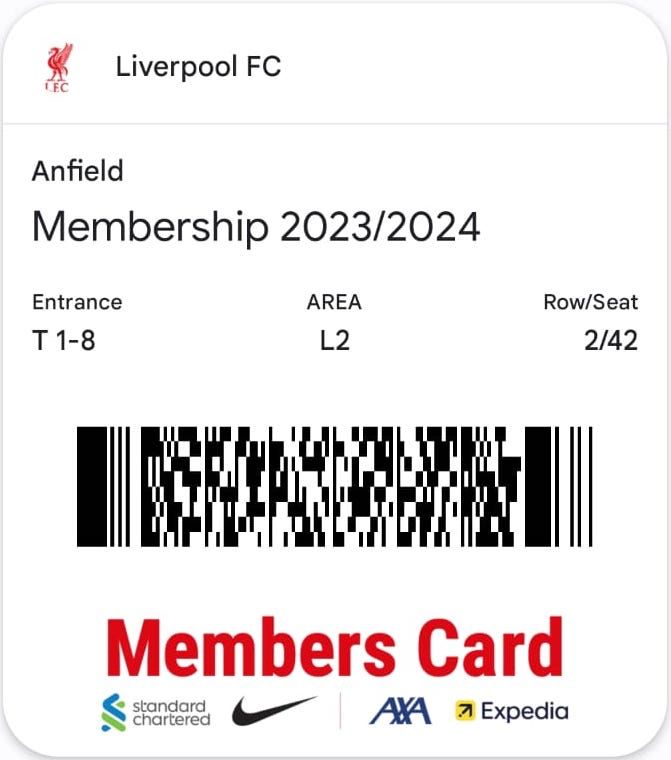 L.F.C
Liverpool FC
Anfield
Membership 2023/2024
Entrance AREA Row/Seat
T 1-8 L2 2/42
Members Card
standard
chartered
AXA Expedia